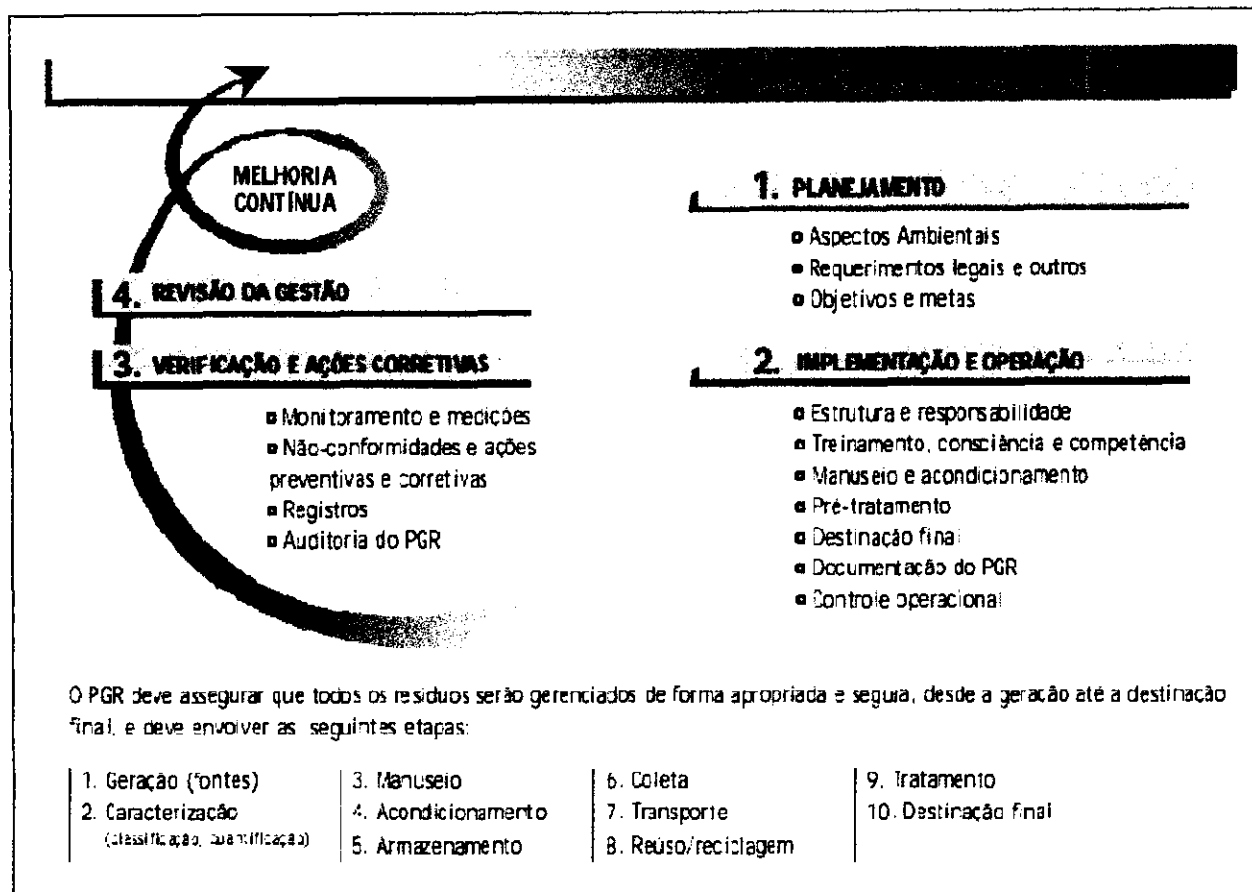 MELHORIA
CONTÍNUA
1. PLANEJAMENTO
▫ Aspectos Ambientais
▫ Requerimentos legais e outros
▫ Objetivos e metas
2. IMPLEMENTAÇÃO E OPERAÇÃO
▫ Estrutura e responsabilidade
▫ Treinamento, consciência e competência
▫ Manuseio e acondicionamento
▫ Pré-tratamento
▫ Destinação final
▫ Documentação do PGR
▫ Controle operacional
4. REVISÃO DA GESTÃO
3. VERIFICAÇÃO E AÇÕES CORRETIVAS
▫ Monitoramento e medições
▫ Não-conformidades e ações
preventivas e corretivas
▫ Registros
▫ Auditoria do PGR
O PGR deve assegurar que todos os resíduos serão gerenciados de forma apropriada e segura, desde a geração até a destinação
final, e deve envolver as seguintes etapas:
1. Geração (fontes)
2. Caracterização
(classificação, quantificação)
3. Manuseio
4. Acondicionamento
5. Armazenamento
6. Coleta
7. Transporte
8. Reúso/reciclagem
9. Tratamento
10. Destinação final